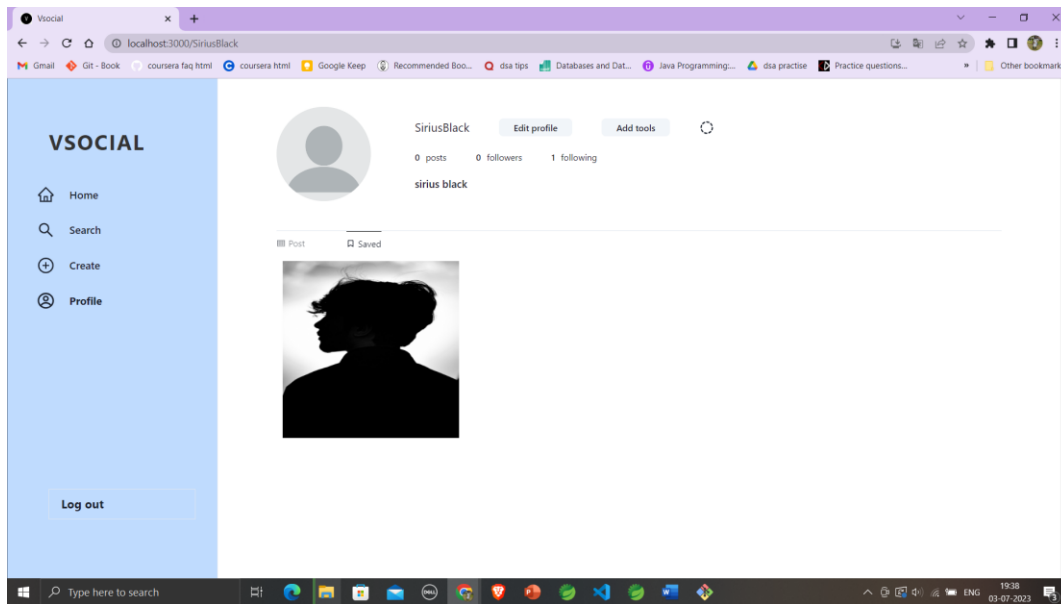 Vsocial
localhost:3000/SiriusBlack
Gmail Git - Book coursera faq html coursera html Google Keep Recommended Boo... dsa tips Databases and Dat... Java Programming:... dsa practise Practice questions... » Other bookmark
VSOCIAL
Home
Search
Create
Profile
Log out
SiriusBlack Edit profile Add tools
0 posts 0 followers 1 following
sirius black
Post Saved
Type here to search
DELL
ENG
19:38
03-07-2023